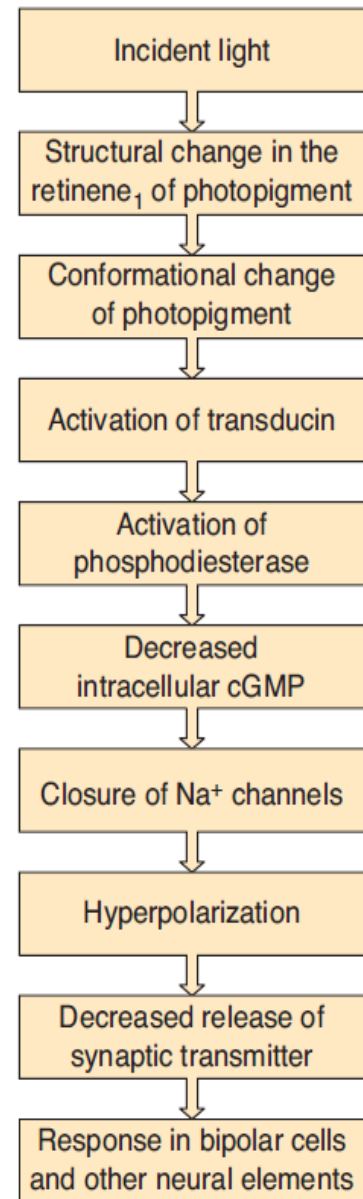 Incident light
Structural change in the
retinene₁ of photopigment
Conformational change
of photopigment
Activation of transducin
Activation of
phosphodiesterase
Decreased
intracellular cGMP
Closure of Na⁺ channels
Hyperpolarization
Decreased release of
synaptic transmitter
Response in bipolar cells
and other neural elements